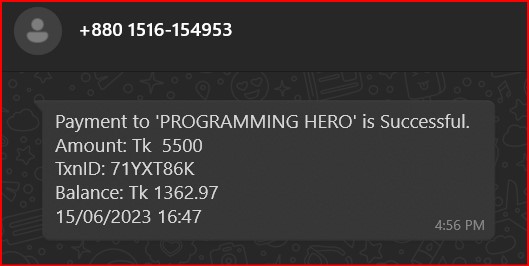 +880 1516-154953
Payment to 'PROGRAMMING HERO' is Successful.
Amount: Tk  5500
TxnID: 71YXT86K
Balance: Tk 1362.97
15/06/2023 16:47
4:56 PM